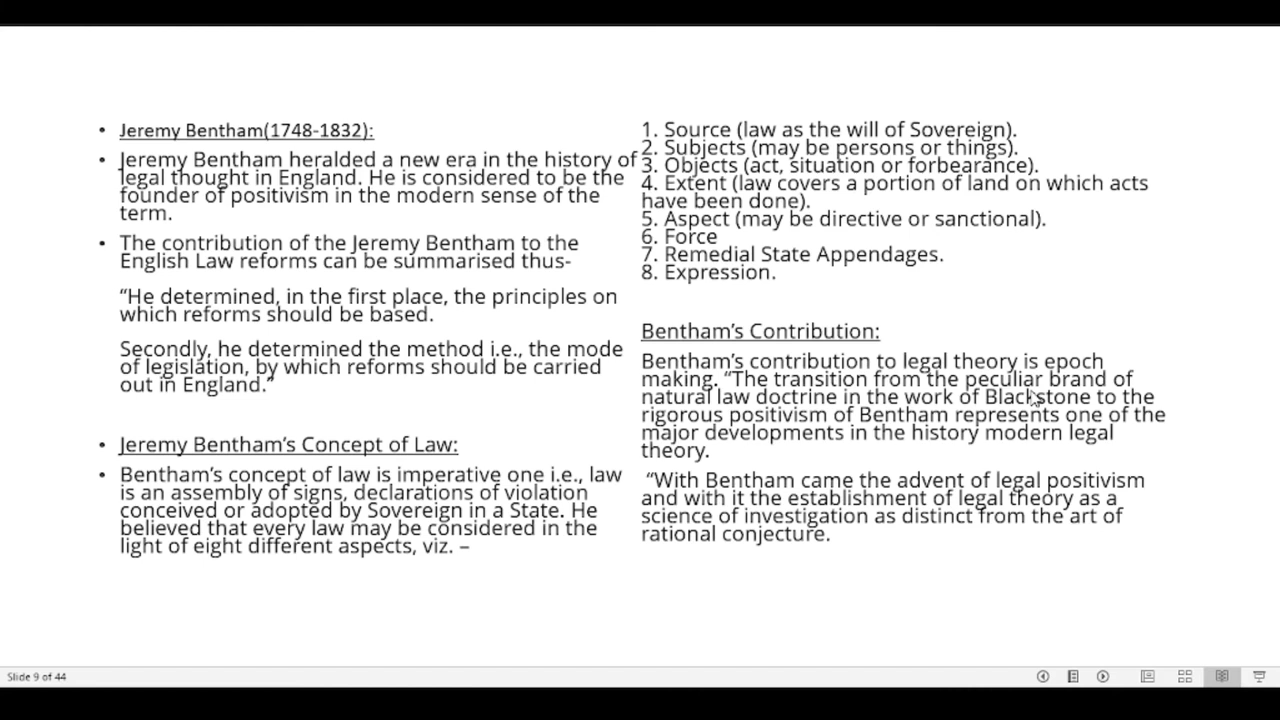 • Jeremy Bentham(1748-1832):
• Jeremy Bentham heralded a new era in the history of
legal thought in England. He is considered to be the
founder of positivism in the modern sense of the
term.
• The contribution of the Jeremy Bentham to the
English Law reforms can be summarised thus-
“He determined, in the first place, the principles on
which reforms should be based.
Secondly, he determined the method i.e., the mode
of legislation, by which reforms should be carried
out in England.”
• Jeremy Bentham’s Concept of Law:
• Bentham’s concept of law is imperative one i.e., law
is an assembly of signs, declarations of violation
conceived or adopted by Sovereign in a State. He
believed that every law may be considered in the
light of eight different aspects, viz. –
1. Source (law as the will of Sovereign).
2. Subjects (may be persons or things).
3. Objects (act, situation or forbearance).
4. Extent (law covers a portion of land on which acts
have been done).
5. Aspect (may be directive or sanctional).
6. Force
7. Remedial State Appendages.
8. Expression.
Bentham’s Contribution:
Bentham’s contribution to legal theory is epoch
making. “The transition from the peculiar brand of
natural law doctrine in the work of Blackstone to the
rigorous positivism of Bentham represents one of the
major developments in the history modern legal
theory.
“With Bentham came the advent of legal positivism
and with it the establishment of legal theory as a
science of investigation as distinct from the art of
rational conjecture.
Slide 9 of 44